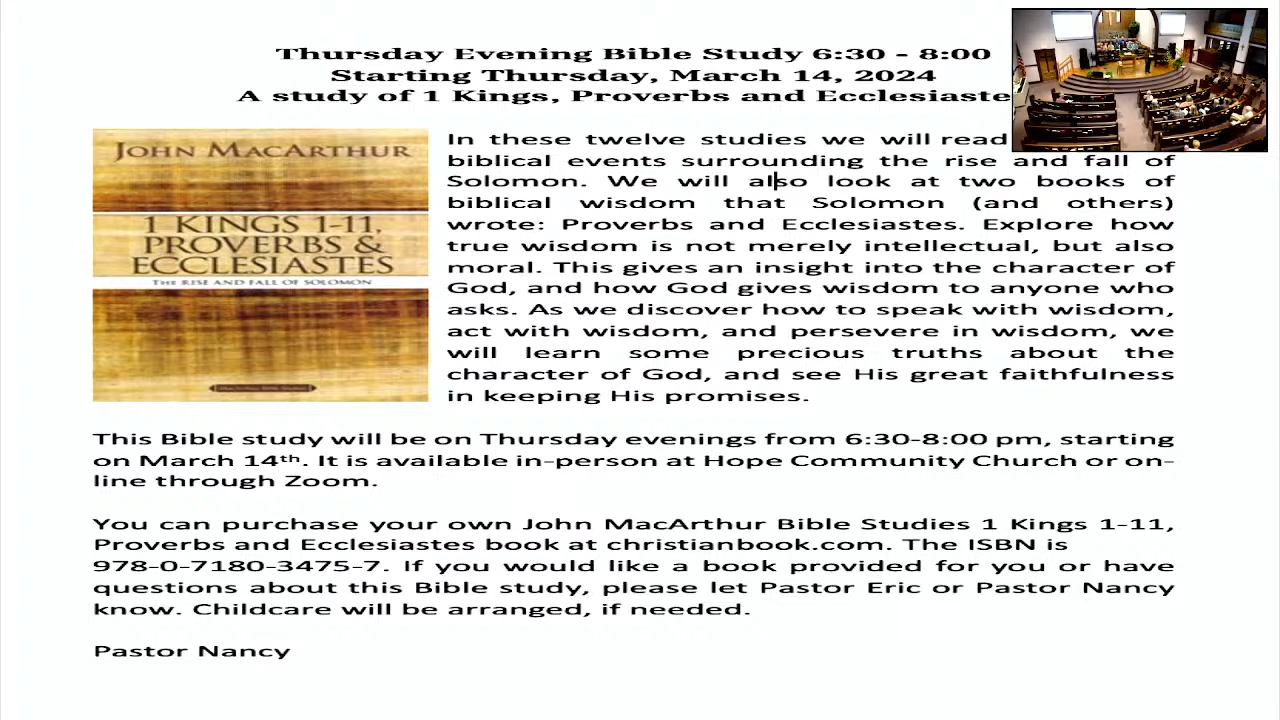 Thursday Evening Bible Study 6:30 - 8:00
Starting Thursday, March 14, 2024
A study of 1 Kings, Proverbs and Ecclesiaste
JOHN MACARTHUR
1 KINGS 1-11,
PROVERBS &
ECCLESIASTES
THE RISE AND FALL OF SOLOMON
MacArthur Bible Studies
In these twelve studies we will read
biblical events surrounding the rise and fall of
Solomon. We will also look at two books of
biblical wisdom that Solomon (and others)
wrote: Proverbs and Ecclesiastes. Explore how
true wisdom is not merely intellectual, but also
moral. This gives an insight into the character of
God, and how God gives wisdom to anyone who
asks. As we discover how to speak with wisdom,
act with wisdom, and persevere in wisdom, we
will learn some precious truths about the
character of God, and see His great faithfulness
in keeping His promises.
This Bible study will be on Thursday evenings from 6:30-8:00 pm, starting
on March 14th. It is available in-person at Hope Community Church or on-
line through Zoom.
You can purchase your own John MacArthur Bible Studies 1 Kings 1-11,
Proverbs and Ecclesiastes book at christianbook.com. The ISBN is
978-0-7180-3475-7. If you would like a book provided for you or have
questions about this Bible study, please let Pastor Eric or Pastor Nancy
know. Childcare will be arranged, if needed.
Pastor Nancy